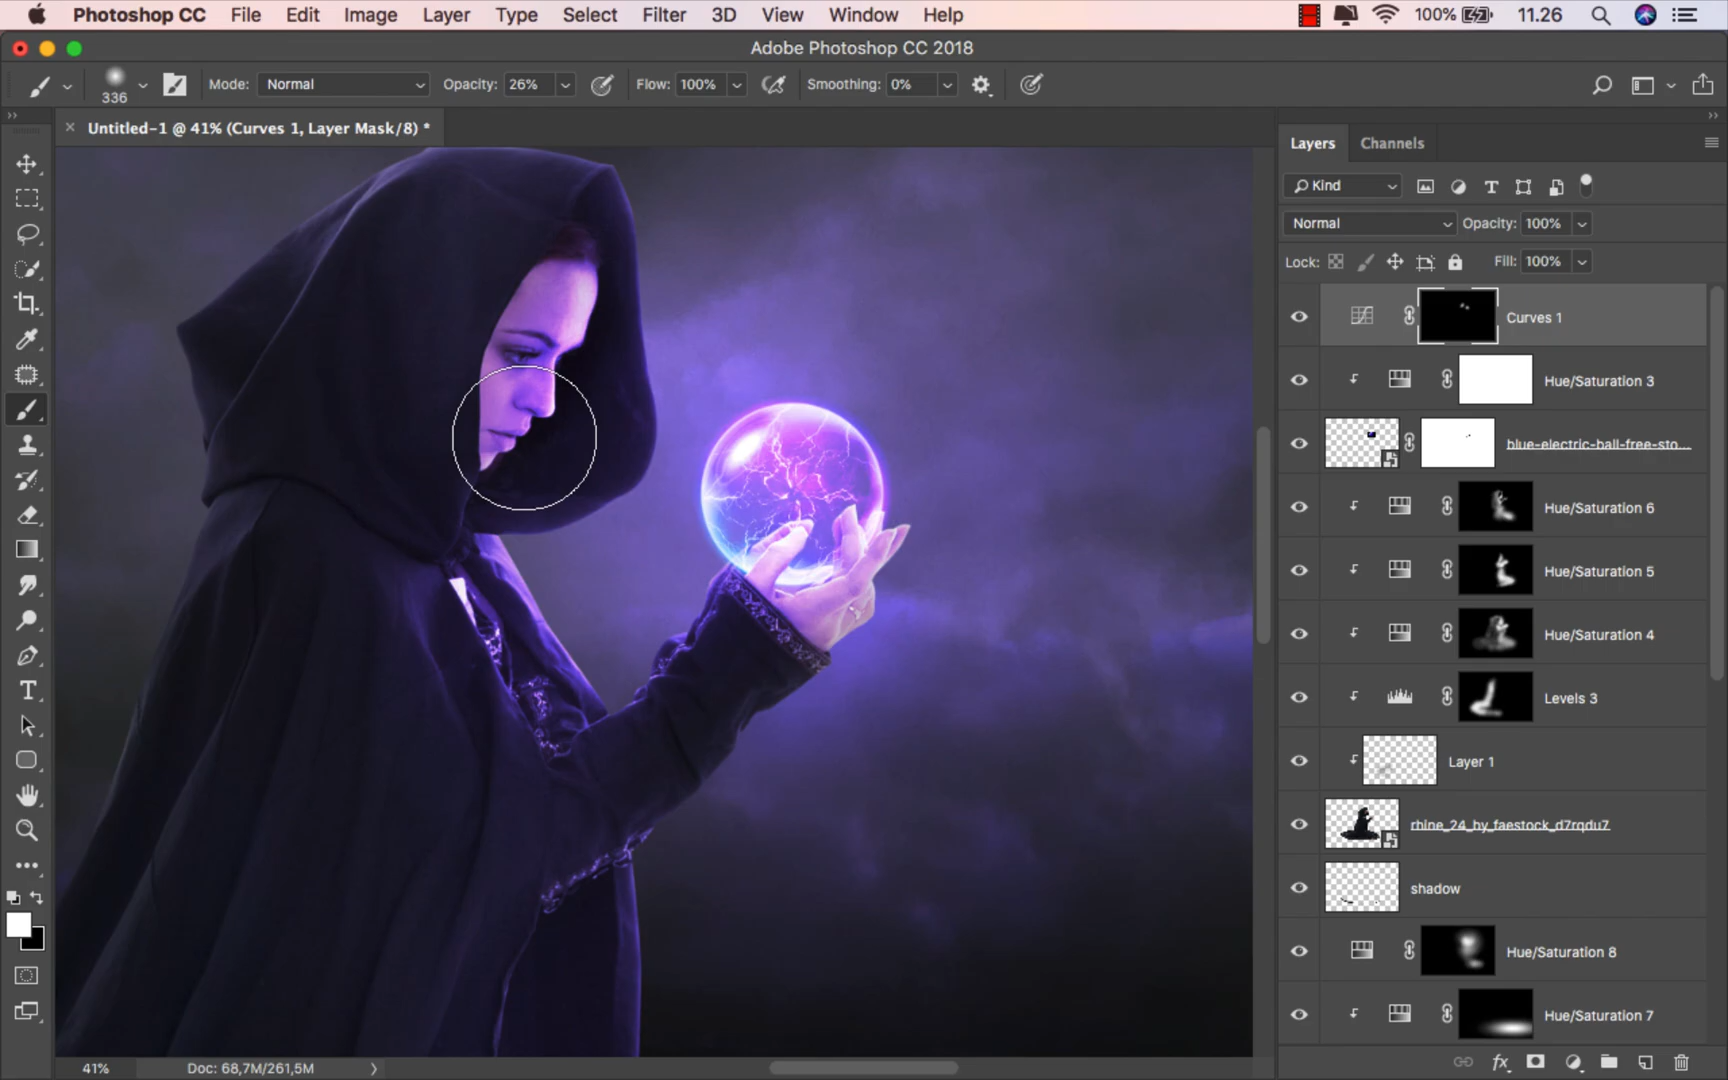 Photoshop CC File Edit Image Layer Type Select Filter 3D View Window Help 100% 11.26
Adobe Photoshop CC 2018
336 Mode: Normal Opacity: 26% Flow: 100% Smoothing: 0%
Untitled-1 @ 41% (Curves 1, Layer Mask/8) *
Layers Channels
Kind
Normal Opacity: 100%
Lock: Fill: 100%
Curves 1
Hue/Saturation 3
blue-electric-ball-free-sto...
Hue/Saturation 6
Hue/Saturation 5
Hue/Saturation 4
Levels 3
Layer 1
rhine_24_by_faestock_d7rqdu7
shadow
Hue/Saturation 8
Hue/Saturation 7
41% Doc: 68,7M/261,5M